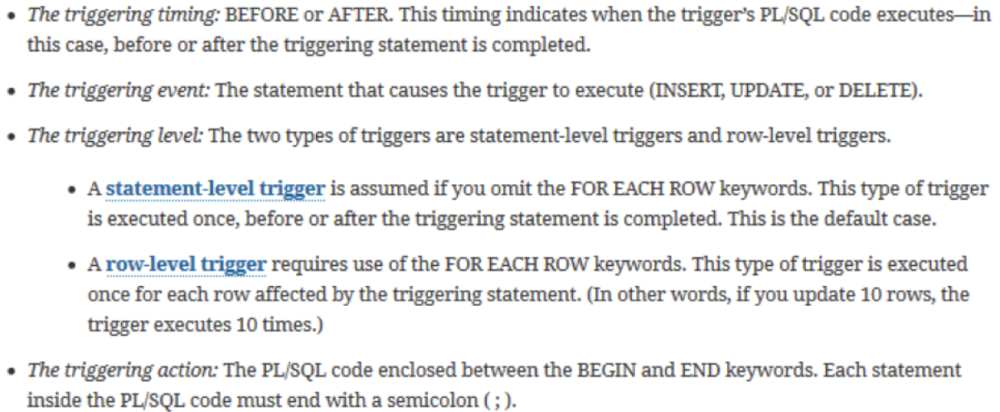 • The triggering timing: BEFORE or AFTER. This timing indicates when the trigger’s PL/SQL code executes—in
this case, before or after the triggering statement is completed.
• The triggering event: The statement that causes the trigger to execute (INSERT, UPDATE, or DELETE).
• The triggering level: The two types of triggers are statement-level triggers and row-level triggers.
• A statement-level trigger is assumed if you omit the FOR EACH ROW keywords. This type of trigger
is executed once, before or after the triggering statement is completed. This is the default case.
• A row-level trigger requires use of the FOR EACH ROW keywords. This type of trigger is executed
once for each row affected by the triggering statement. (In other words, if you update 10 rows, the
trigger executes 10 times.)
• The triggering action: The PL/SQL code enclosed between the BEGIN and END keywords. Each statement
inside the PL/SQL code must end with a semicolon ( ; ).